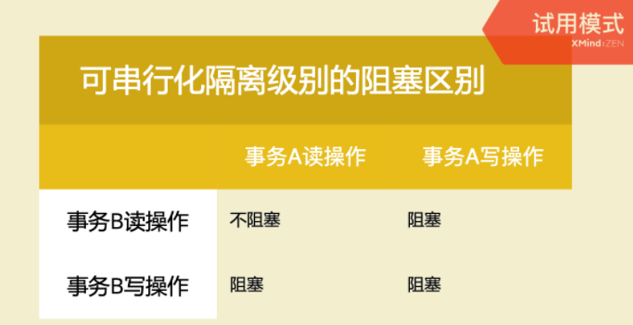 试用模式
XMind:ZEN
可串行化隔离级别的阻塞区别
事务A读操作 事务A写操作
事务B读操作 不阻塞 阻塞
事务B写操作 阻塞 阻塞